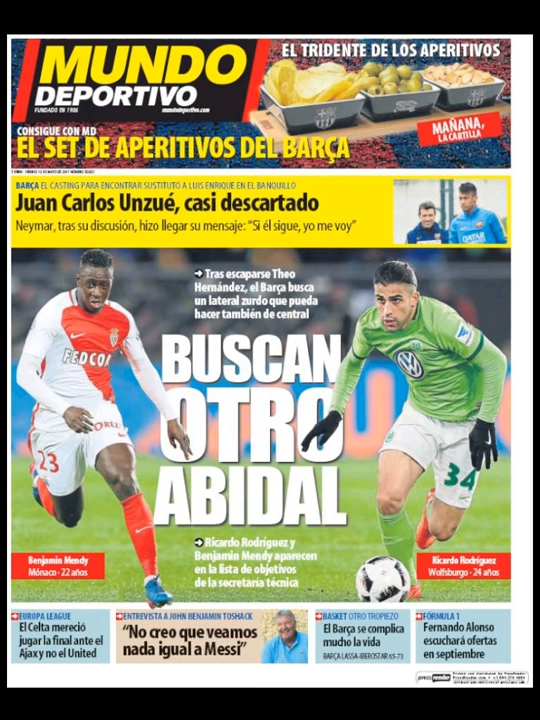 MUNDO
DEPORTIVO
FUNDADO EN 1906
mundodeportivo.com
EL TRIDENTE DE LOS APERITIVOS
MAÑANA,
LA CARTILLA
CONSIGUE CON MD
EL SET DE APERITIVOS DEL BARÇA
BARÇA EL CASTING PARA ENCONTRAR SUSTITUTO A LUIS ENRIQUE EN EL BANQUILLO
Juan Carlos Unzué, casi descartado
Neymar, tras su discusión, hizo llegar su mensaje: “Si él sigue, yo me voy”
Tras escaparse Theo
Hernández, el Barça busca
un lateral zurdo que pueda
hacer también de central
BUSCAN
OTRO
ABIDAL
Ricardo Rodríguez y
Benjamin Mendy aparecen
en la lista de objetivos
de la secretaría técnica
FEDCOM
23
34
Benjamin Mendy
Mónaco · 22 años
Ricardo Rodríguez
Wolfsburgo · 24 años
EUROPA LEAGUE
El Celta mereció
jugar la final ante el
Ajax y no el United
ENTREVISTA A JOHN BENJAMIN TOSHACK
“No creo que veamos
nada igual a Messi”
BASKET OTRO TROPIEZO
El Barça se complica
mucho la vida
BARÇA LASSA-IBEROSTAR 65-73
FÓRMULA 1
Fernando Alonso
escuchará ofertas
en septiembre
pressreader